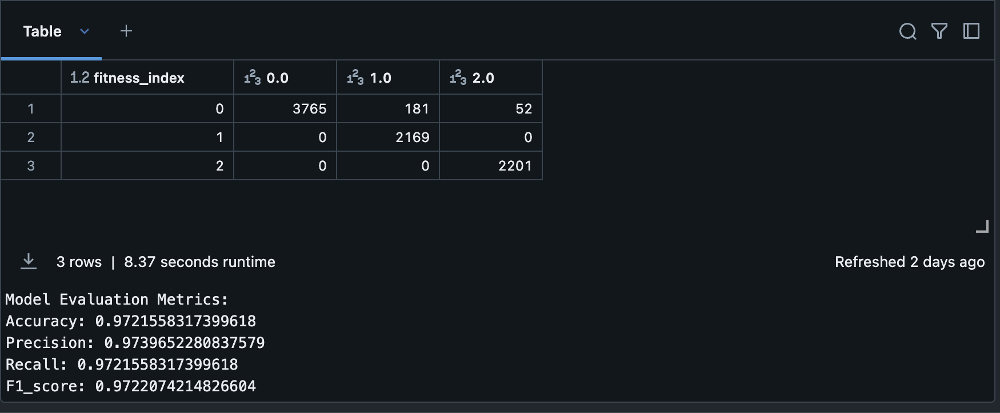 Table
1.2 fitness_index 123 0.0 123 1.0 123 2.0
1 0 3765 181 52
2 1 0 2169 0
3 2 0 0 2201
3 rows | 8.37 seconds runtime Refreshed 2 days ago
Model Evaluation Metrics:
Accuracy: 0.9721558317399618
Precision: 0.9739652280837579
Recall: 0.9721558317399618
F1_score: 0.9722074214826604